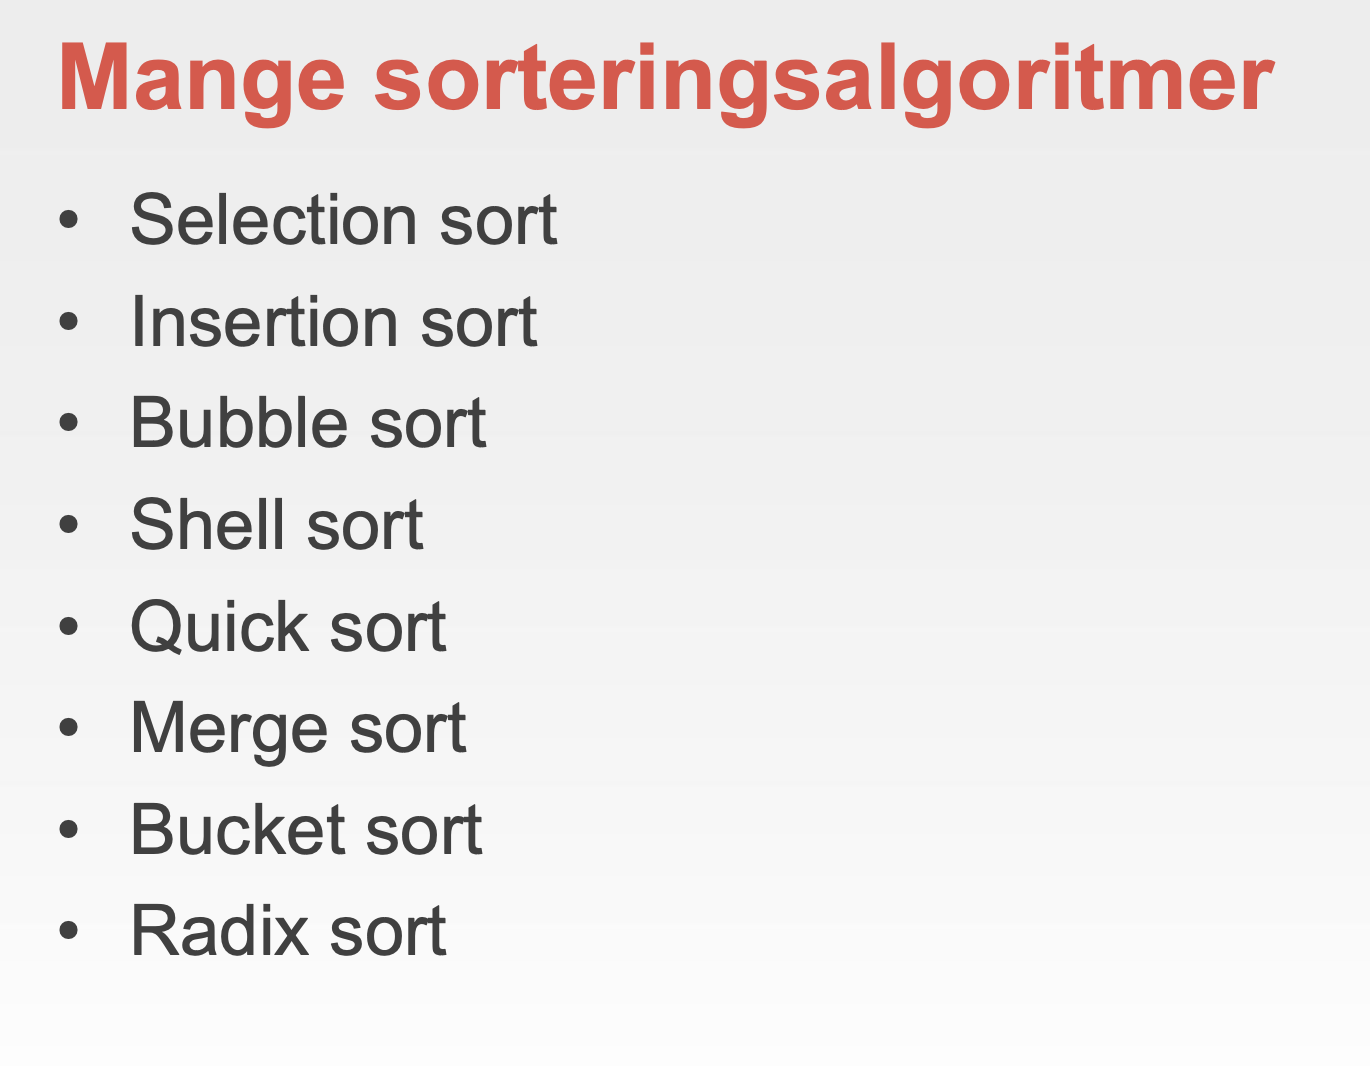 Mange sorteringsalgoritmer
• Selection sort
• Insertion sort
• Bubble sort
• Shell sort
• Quick sort
• Merge sort
• Bucket sort
• Radix sort